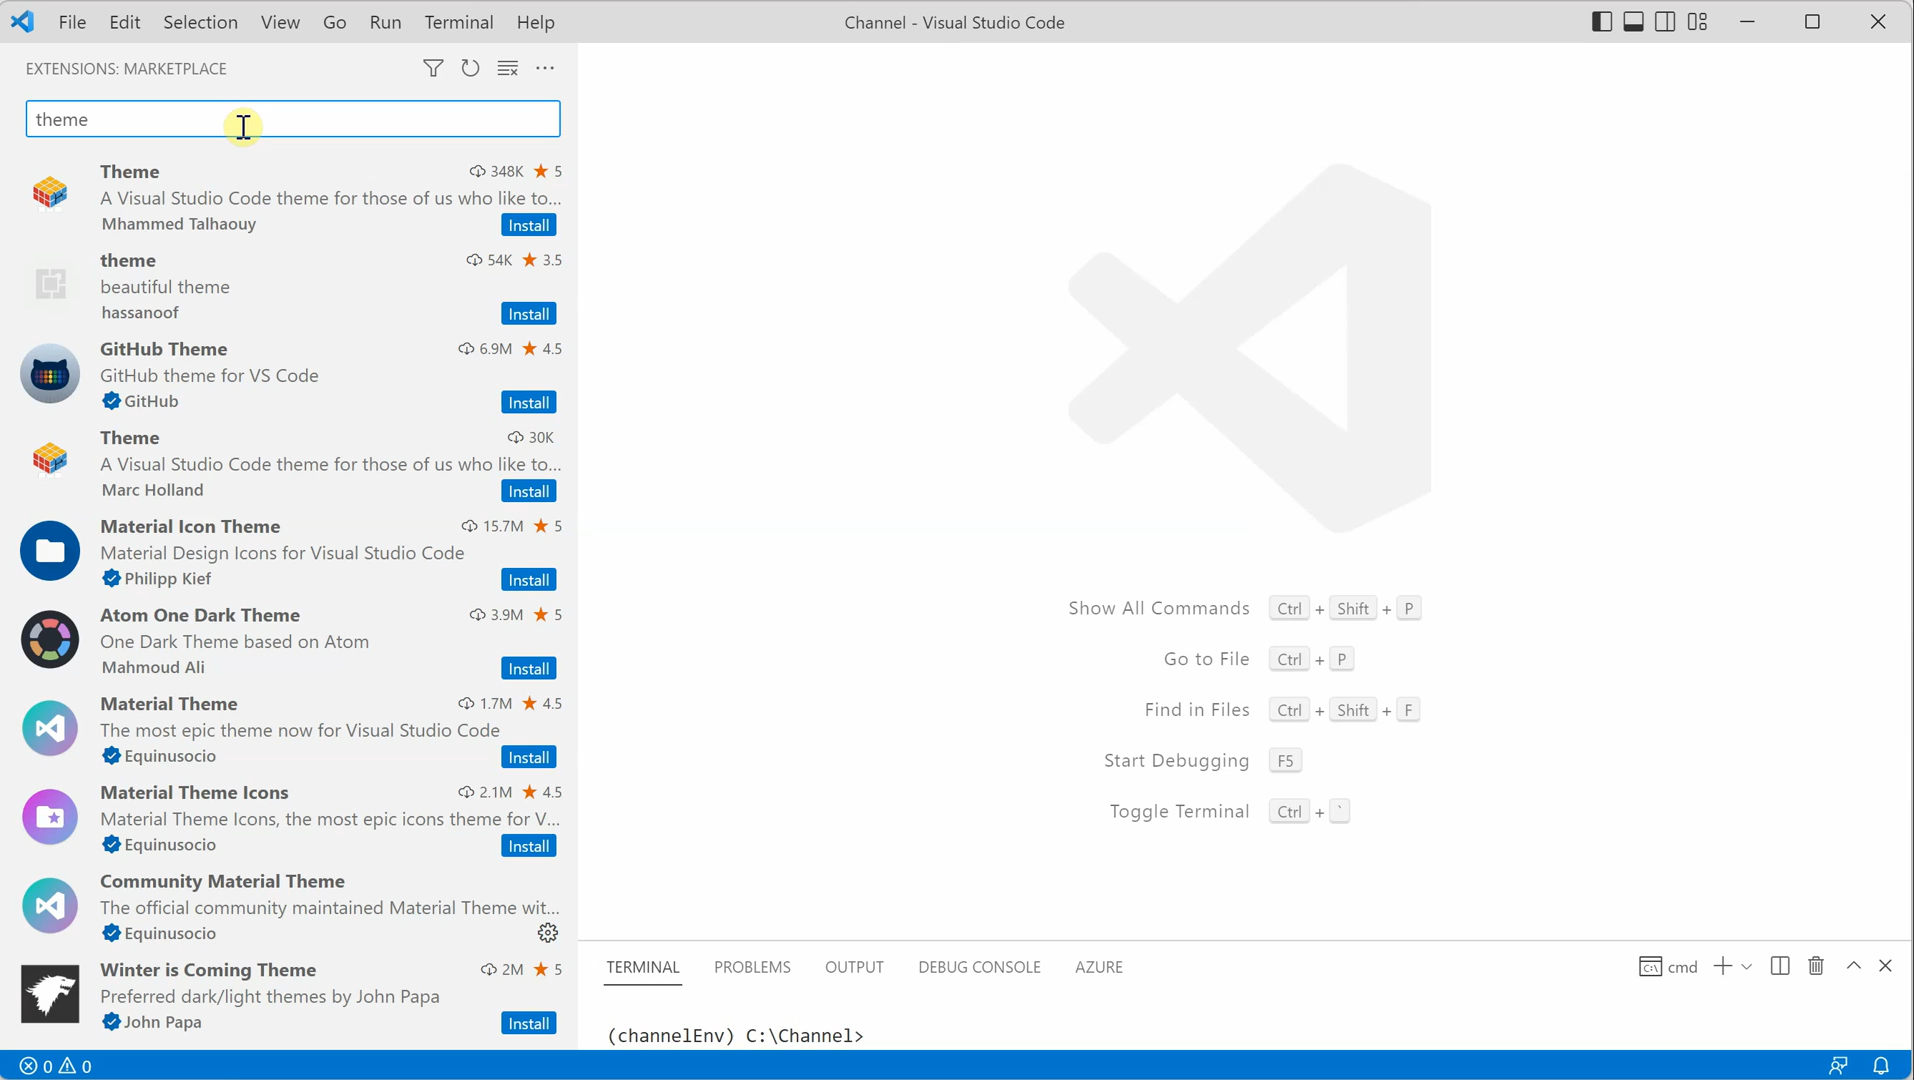 File Edit Selection View Go Run Terminal Help
Channel - Visual Studio Code
EXTENSIONS: MARKETPLACE
theme
Theme 348K 5
A Visual Studio Code theme for those of us who like to...
Mhammed Talhaouy Install
theme 54K 3.5
beautiful theme
hassanoof Install
GitHub Theme 6.9M 4.5
GitHub theme for VS Code
GitHub Install
Theme 30K
A Visual Studio Code theme for those of us who like to...
Marc Holland Install
Material Icon Theme 15.7M 5
Material Design Icons for Visual Studio Code
Philipp Kief Install
Atom One Dark Theme 3.9M 5
One Dark Theme based on Atom
Mahmoud Ali Install
Material Theme 1.7M 4.5
The most epic theme now for Visual Studio Code
Equinusocio Install
Material Theme Icons 2.1M 4.5
Material Theme Icons, the most epic icons theme for V...
Equinusocio Install
Community Material Theme
The official community maintained Material Theme wit...
Equinusocio
Winter is Coming Theme 2M 5
Preferred dark/light themes by John Papa
John Papa Install
Show All Commands Ctrl + Shift + P
Go to File Ctrl + P
Find in Files Ctrl + Shift + F
Start Debugging F5
Toggle Terminal Ctrl + `
TERMINAL PROBLEMS OUTPUT DEBUG CONSOLE AZURE
cmd
(channelEnv) C:\Channel>
0 0